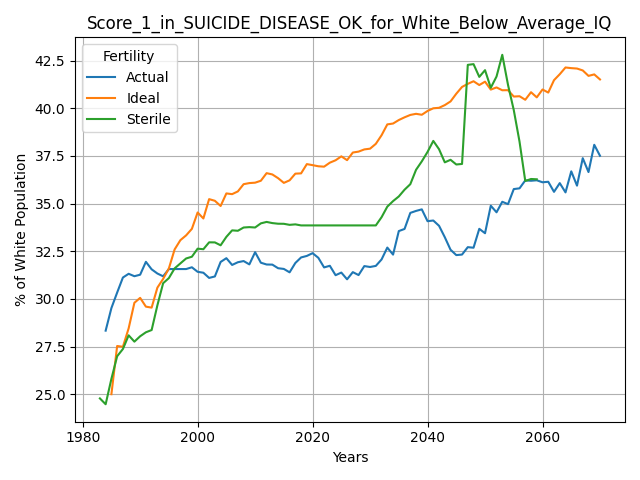 Score_1_in_SUICIDE_DISEASE_OK_for_White_Below_Average_IQ
Fertility
Actual
Ideal
Sterile
% of White Population
42.5
40.0
37.5
35.0
32.5
30.0
27.5
25.0
1980
2000
2020
2040
2060
Years